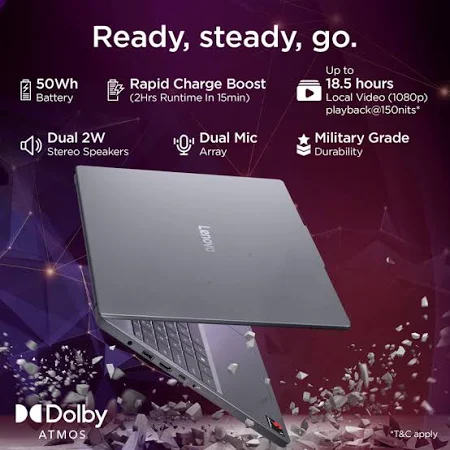 Ready, steady, go.
50Wh
Battery
Rapid Charge Boost
(2Hrs Runtime In 15min)
Up to
18.5 hours
Local Video (1080p)
playback@150nits*
Dual 2W
Stereo Speakers
Dual Mic
Array
Military Grade
Durability
Lenovo
Dolby
ATMOS
*T&C apply